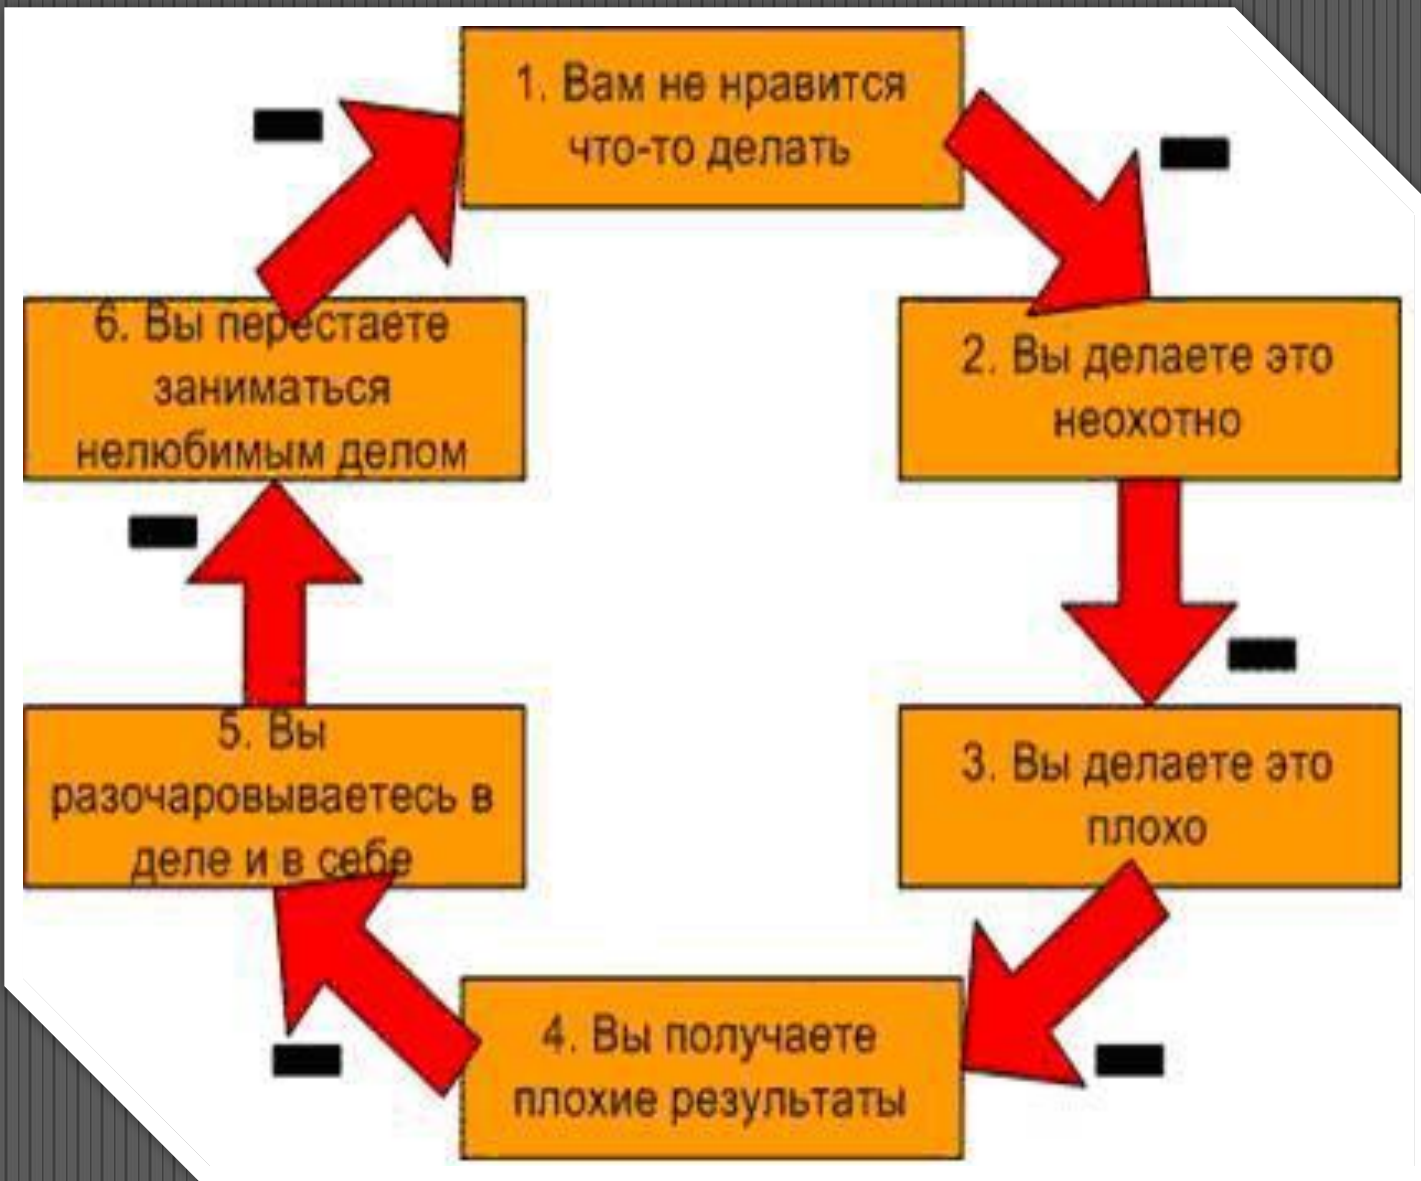 1. Вам не нравится
что-то делать
2. Вы делаете это
неохотно
3. Вы делаете это
плохо
4. Вы получаете
плохие результаты
5. Вы
разочаровываетесь в
деле и в себе
6. Вы перестаете
заниматься
нелюбимым делом